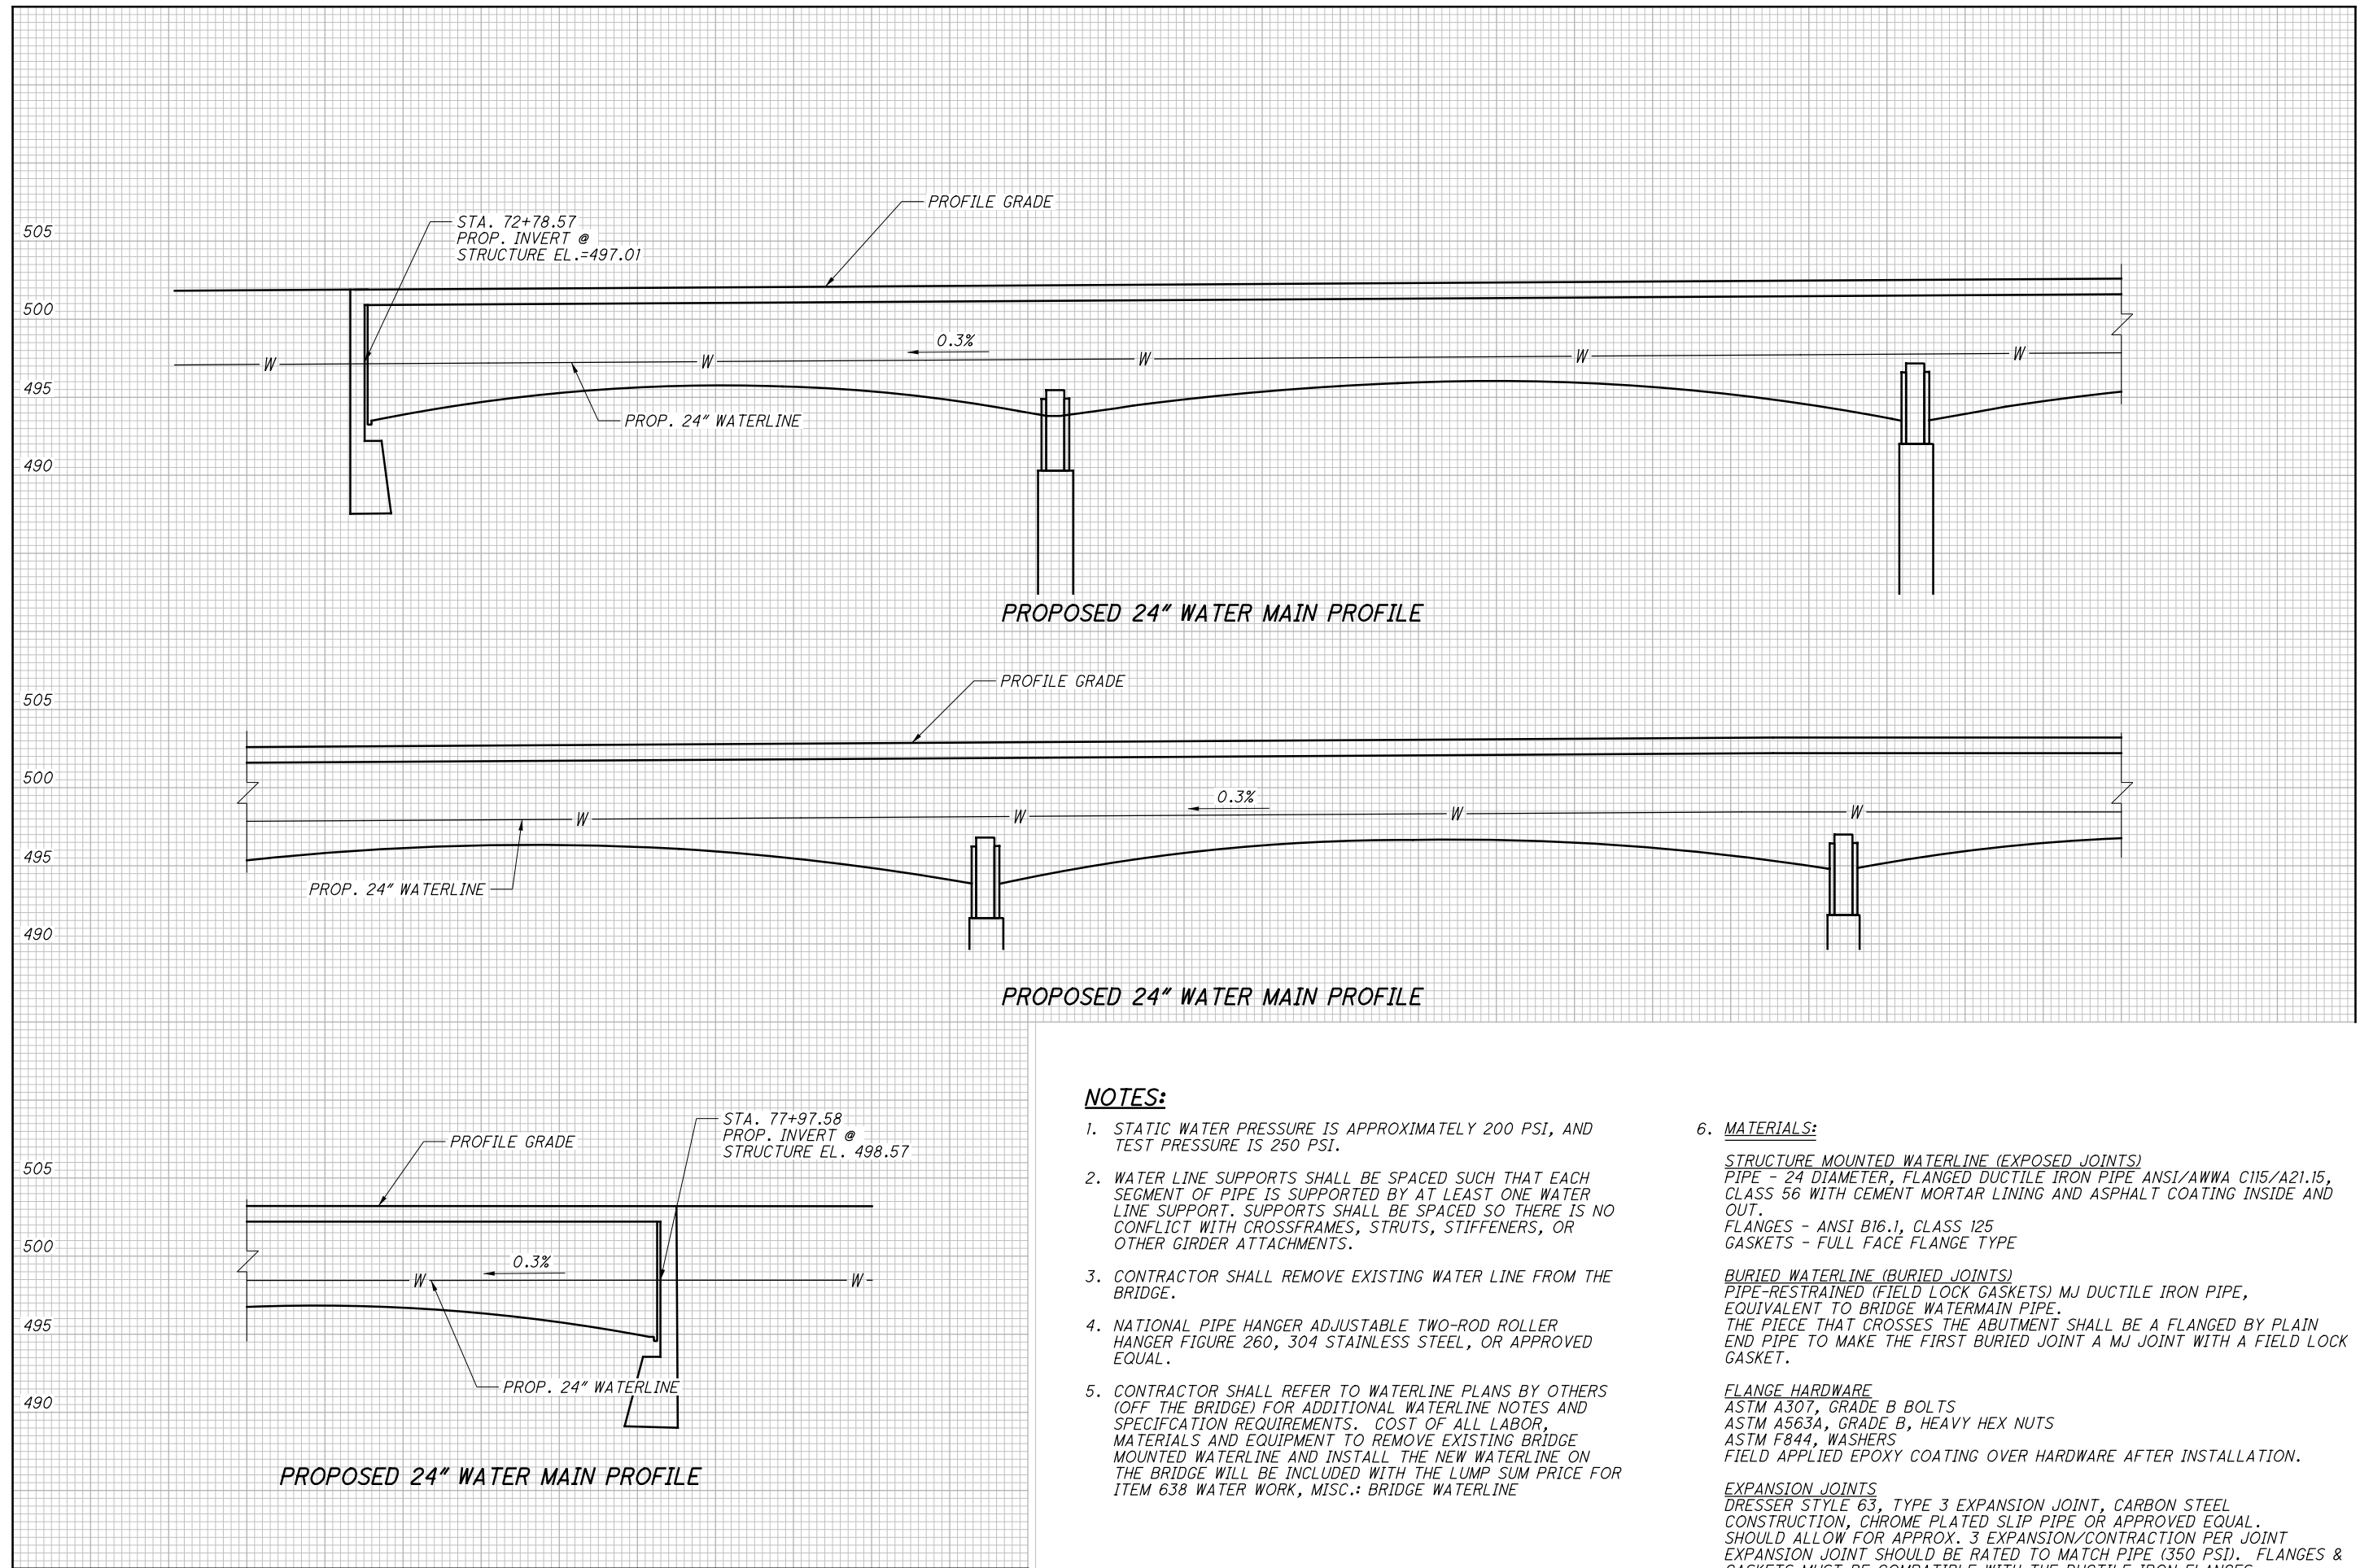 PROFILE GRADE
STA. 72+78.57
PROP. INVERT @
STRUCTURE EL.=497.01
505
500
0.3%
W W W W W
495
PROP. 24" WATERLINE
490
PROPOSED 24" WATER MAIN PROFILE
PROFILE GRADE
505
500
0.3%
W W W W
495
PROP. 24" WATERLINE
490
PROPOSED 24" WATER MAIN PROFILE
STA. 77+97.58
PROP. INVERT @
STRUCTURE EL. 498.57
PROFILE GRADE
505
500
0.3%
W W
495
PROP. 24" WATERLINE
490
PROPOSED 24" WATER MAIN PROFILE
NOTES:
1. STATIC WATER PRESSURE IS APPROXIMATELY 200 PSI, AND
TEST PRESSURE IS 250 PSI.
2. WATER LINE SUPPORTS SHALL BE SPACED SUCH THAT EACH
SEGMENT OF PIPE IS SUPPORTED BY AT LEAST ONE WATER
LINE SUPPORT. SUPPORTS SHALL BE SPACED SO THERE IS NO
CONFLICT WITH CROSSFRAMES, STRUTS, STIFFENERS, OR
OTHER GIRDER ATTACHMENTS.
3. CONTRACTOR SHALL REMOVE EXISTING WATER LINE FROM THE
BRIDGE.
4. NATIONAL PIPE HANGER ADJUSTABLE TWO-ROD ROLLER
HANGER FIGURE 260, 304 STAINLESS STEEL, OR APPROVED
EQUAL.
5. CONTRACTOR SHALL REFER TO WATERLINE PLANS BY OTHERS
(OFF THE BRIDGE) FOR ADDITIONAL WATERLINE NOTES AND
SPECIFCATION REQUIREMENTS. COST OF ALL LABOR,
MATERIALS AND EQUIPMENT TO REMOVE EXISTING BRIDGE
MOUNTED WATERLINE AND INSTALL THE NEW WATERLINE ON
THE BRIDGE WILL BE INCLUDED WITH THE LUMP SUM PRICE FOR
ITEM 638 WATER WORK, MISC.: BRIDGE WATERLINE
6. MATERIALS:
STRUCTURE MOUNTED WATERLINE (EXPOSED JOINTS)
PIPE - 24 DIAMETER, FLANGED DUCTILE IRON PIPE ANSI/AWWA C115/A21.15,
CLASS 56 WITH CEMENT MORTAR LINING AND ASPHALT COATING INSIDE AND
OUT.
FLANGES - ANSI B16.1, CLASS 125
GASKETS - FULL FACE FLANGE TYPE
BURIED WATERLINE (BURIED JOINTS)
PIPE-RESTRAINED (FIELD LOCK GASKETS) MJ DUCTILE IRON PIPE,
EQUIVALENT TO BRIDGE WATERMAIN PIPE.
THE PIECE THAT CROSSES THE ABUTMENT SHALL BE A FLANGED BY PLAIN
END PIPE TO MAKE THE FIRST BURIED JOINT A MJ JOINT WITH A FIELD LOCK
GASKET.
FLANGE HARDWARE
ASTM A307, GRADE B BOLTS
ASTM A563A, GRADE B, HEAVY HEX NUTS
ASTM F844, WASHERS
FIELD APPLIED EPOXY COATING OVER HARDWARE AFTER INSTALLATION.
EXPANSION JOINTS
DRESSER STYLE 63, TYPE 3 EXPANSION JOINT, CARBON STEEL
CONSTRUCTION, CHROME PLATED SLIP PIPE OR APPROVED EQUAL.
SHOULD ALLOW FOR APPROX. 3 EXPANSION/CONTRACTION PER JOINT
EXPANSION JOINT SHOULD BE RATED TO MATCH PIPE (350 PSI). FLANGES &
GASKETS MUST BE COMPATIBLE WITH THE DUCTILE IRON FLANGES